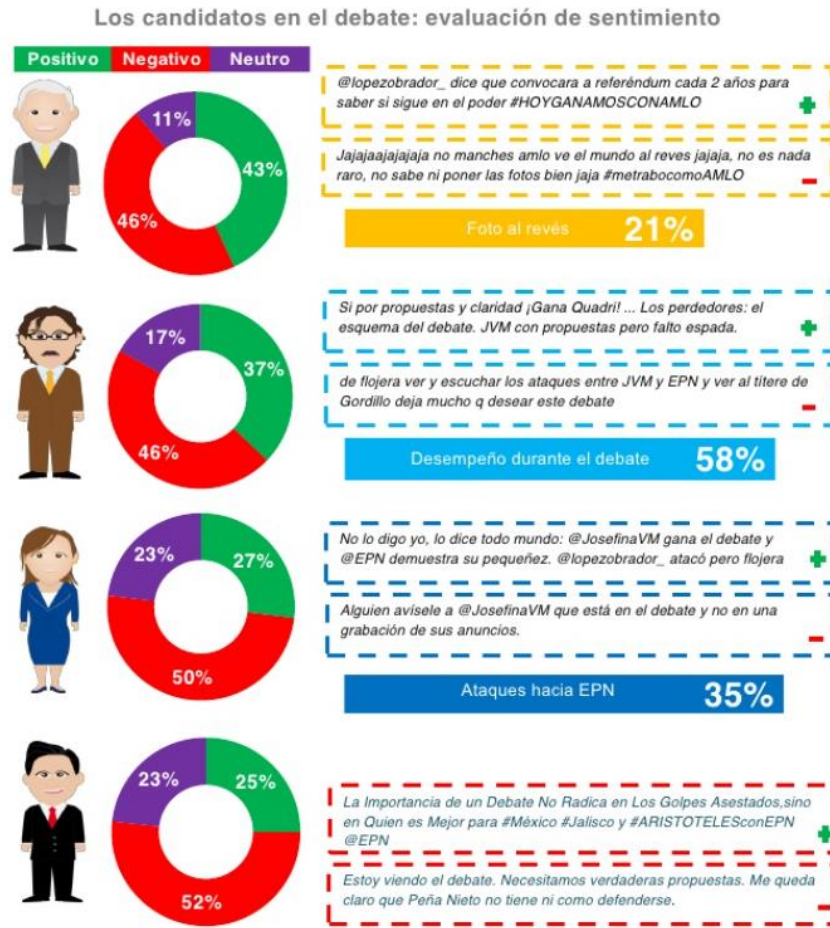 Los candidatos en el debate: evaluación de sentimiento
Positivo Negativo Neutro
11%
43%
46%
@lopezobrador_ dice que convocara a referéndum cada 2 años para
saber si sigue en el poder #HOYGANAMOSCONAMLO
Jajajaajajajaja no manches amlo ve el mundo al reves jajaja, no es nada
raro, no sabe ni poner las fotos bien jaja #metrabocomoAMLO
Foto al revés 21%
17%
37%
46%
Si por propuestas y claridad ¡Gana Quadri! ... Los perdedores: el
esquema del debate. JVM con propuestas pero falto espada.
de flojera ver y escuchar los ataques entre JVM y EPN y ver al titere de
Gordillo deja mucho q desear este debate
Desempeño durante el debate 58%
23%
27%
50%
No lo digo yo, lo dice todo mundo: @JosefinaVM gana el debate y
@EPN demuestra su pequeñez. @lopezobrador_ atacó pero flojera
Alguien avísele a @JosefinaVM que está en el debate y no en una
grabación de sus anuncios.
Ataques hacia EPN 35%
23%
25%
52%
La Importancia de un Debate No Radica en Los Golpes Asestados,sino
en Quien es Mejor para #México #Jalisco y #ARISTOTELESconEPN
@EPN
Estoy viendo el debate. Necesitamos verdaderas propuestas. Me queda
claro que Peña Nieto no tiene ni como defenderse.